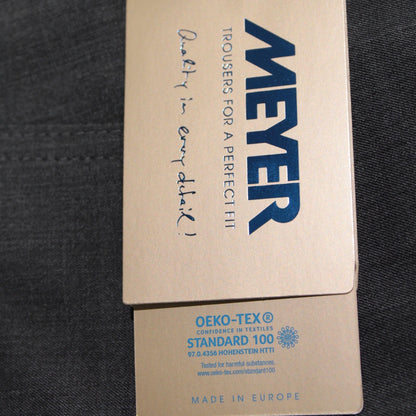 MEYER
TROUSERS FOR A PERFECT FIT
Quality in every detail!
OEKO-TEX®
CONFIDENCE IN TEXTILES
STANDARD 100
97.0.4356 HOHENSTEIN HTTI
Tested for harmful substances.
www.oeko-tex.com/standard100
MADE IN EUROPE